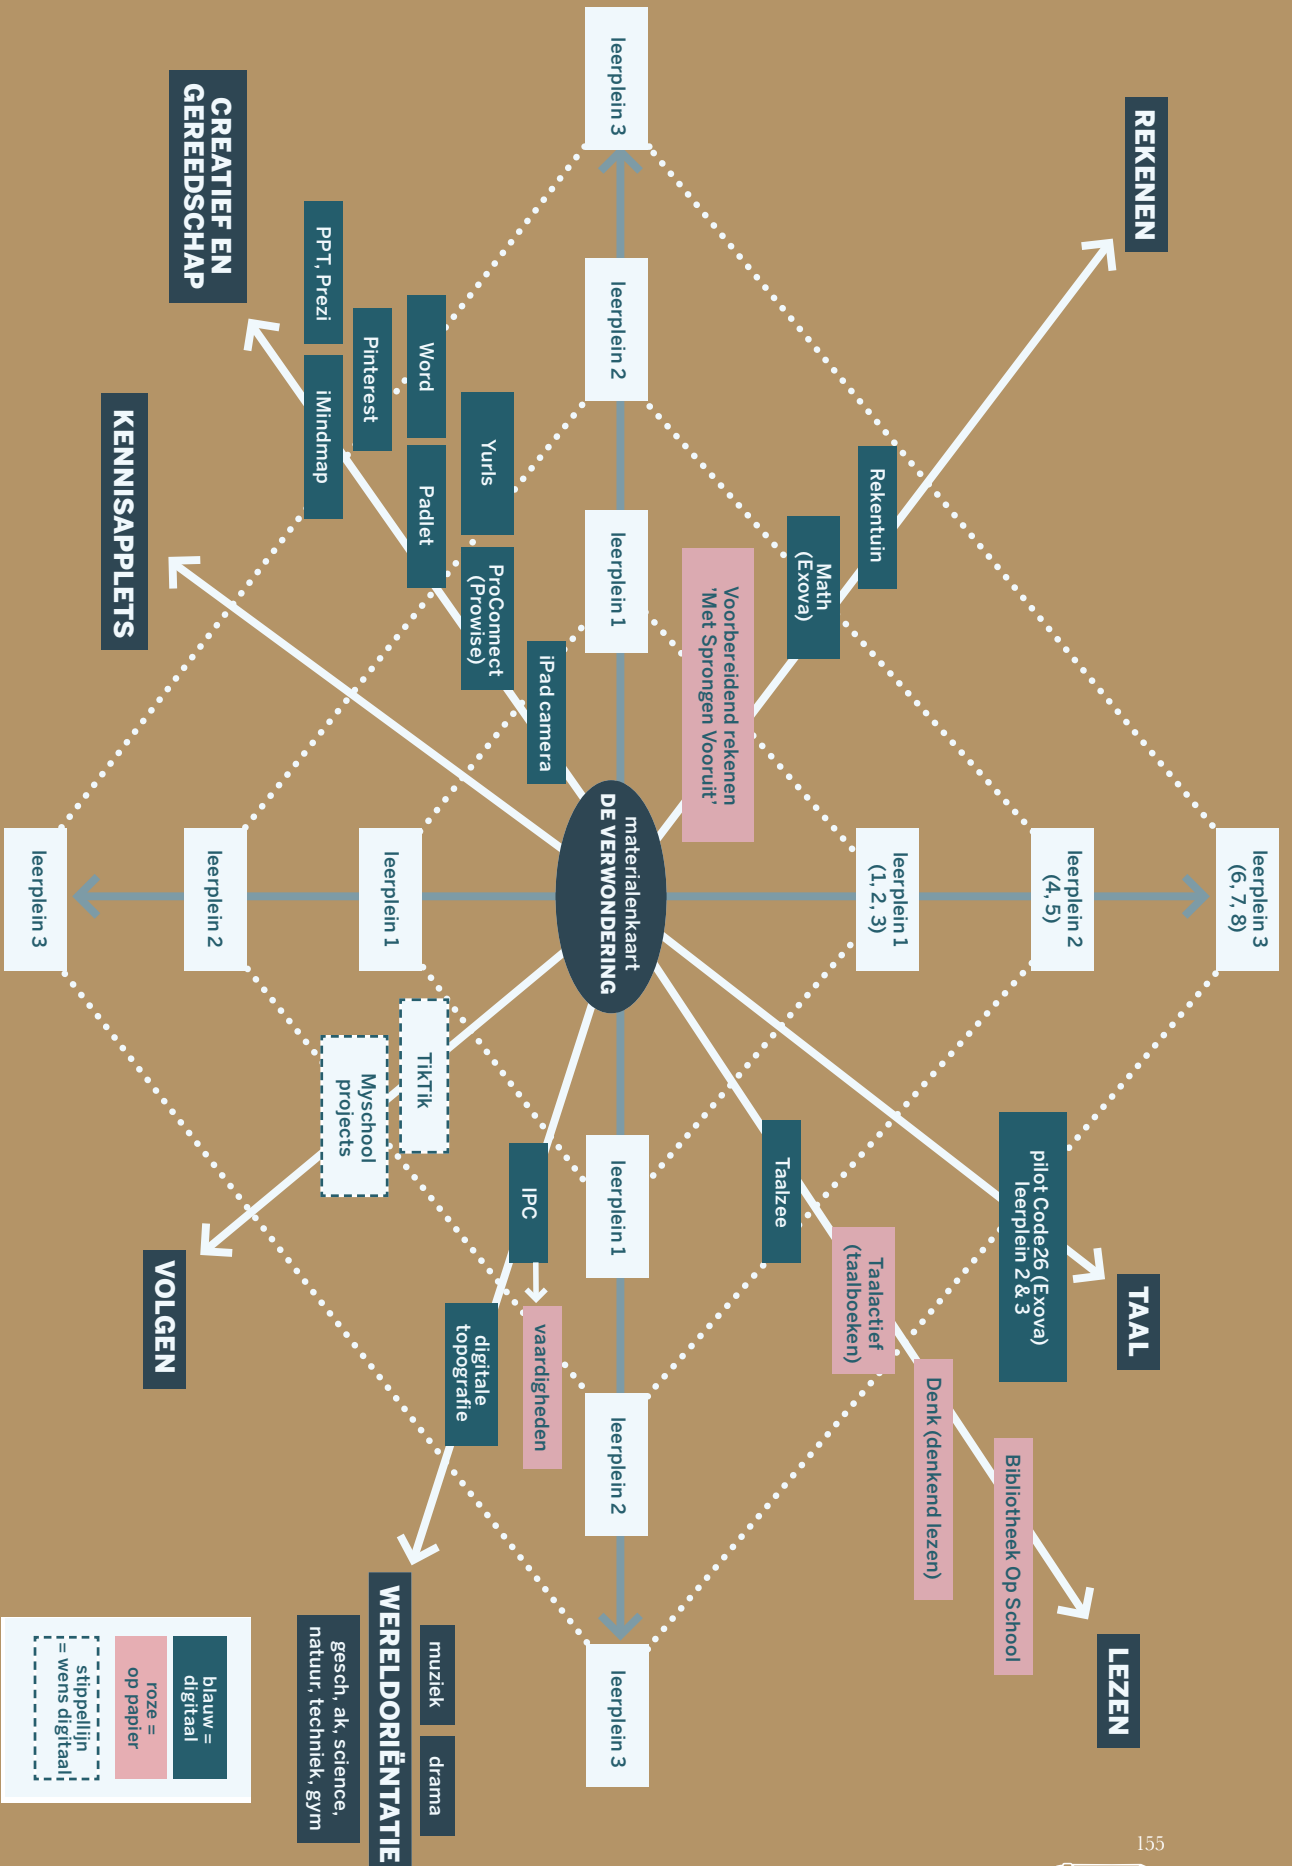 REKENEN
TAAL
LEZEN
leerplein 3
(6, 7, 8)
leerplein 2
(4, 5)
leerplein 1
(1, 2, 3)
Rekentuin
Math
(Exova)
Voorbereidend rekenen
'Met Sprongen Vooruit'
pilot Code26 (Exova)
leerplein 2 & 3
Bibliotheek Op School
Denk (denkend lezen)
Taalactief
(taalboeken)
Taalzee
leerplein 3
leerplein 2
leerplein 1
materialenkaart
DE VERWONDERING
leerplein 1
leerplein 2
leerplein 3
iPad camera
Yurls
ProConnect
(Prowise)
Word
Padlet
Pinterest
PPT, Prezi
iMindmap
CREATIEF EN
GEREEDSCHAP
KENNISAPPLETS
leerplein 1
leerplein 2
leerplein 3
TikTik
Myschool
projects
VOLGEN
IPC
vaardigheden
digitale
topografie
muziek
drama
WERELDORIËNTATIE
gesch, ak, science,
natuur, techniek, gym
blauw =
digitaal
roze =
op papier
stippellijn
= wens digitaal
155